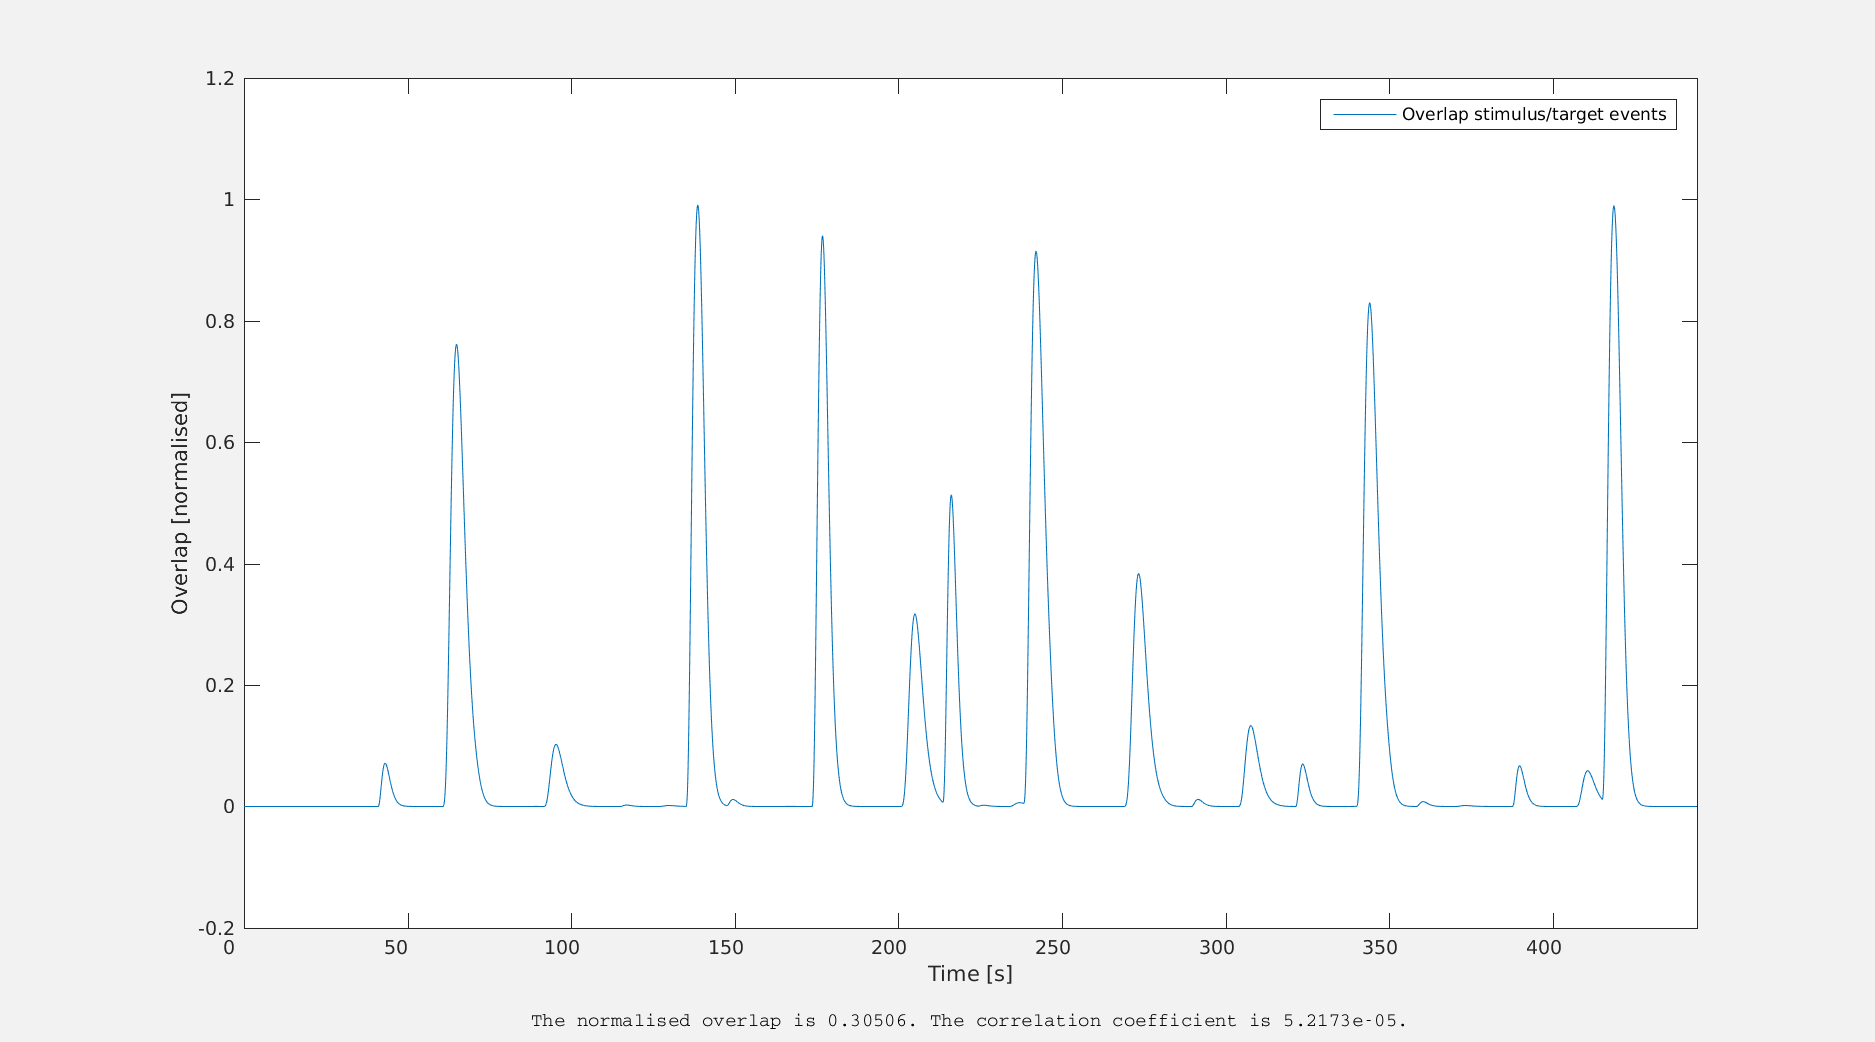 1.2
Overlap stimulus/target events
1
0.8
0.6
0.4
0.2
0
-0.2
Overlap [normalised]
0 50 100 150 200 250 300 350 400
Time [s]
The normalised overlap is 0.30506. The correlation coefficient is 5.2173e-05.